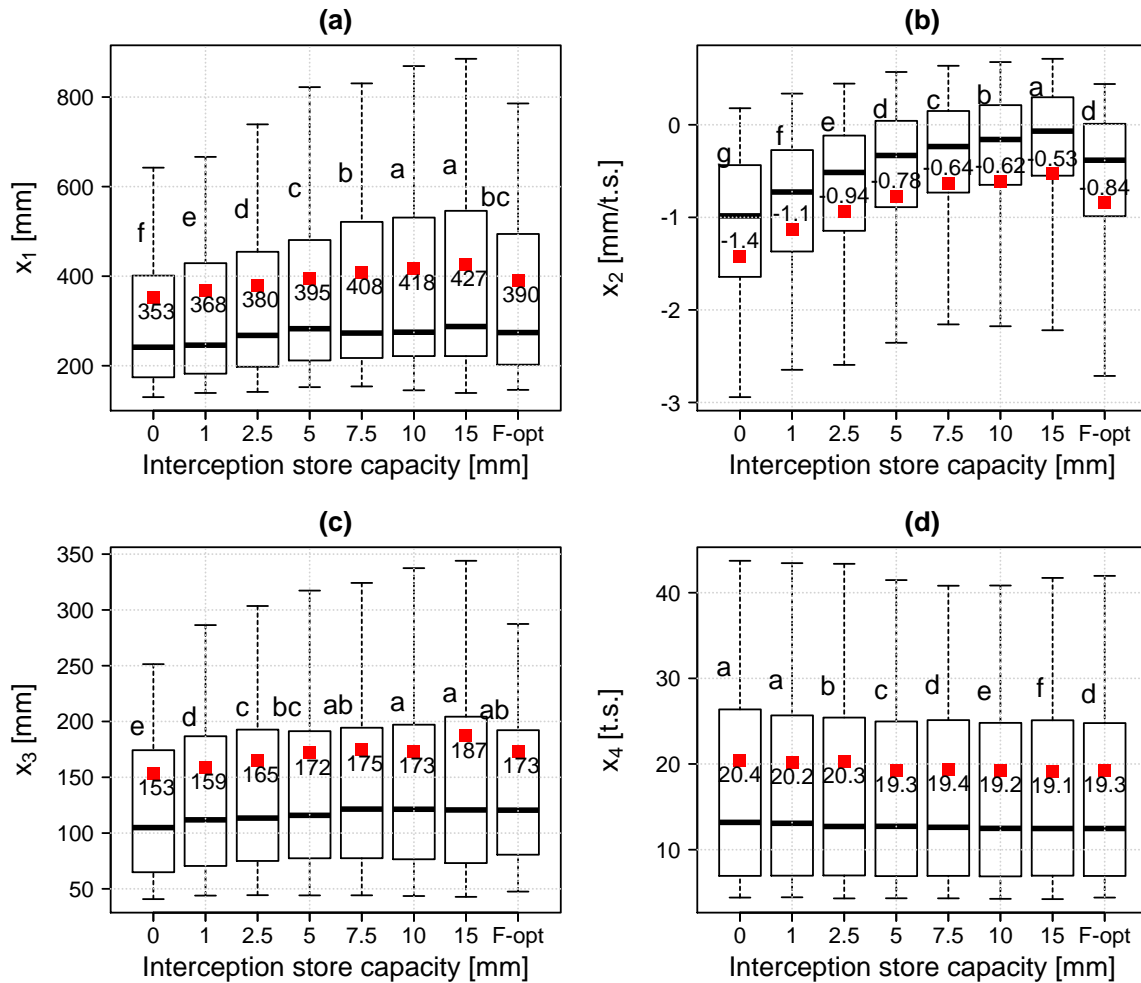 (a)
800
600
400
200
x1 [mm]
f e d c b a a bc
353 368 380 395 408 418 427 390
0 1 2.5 5 7.5 10 15 F-opt
Interception store capacity [mm]
(b)
0
-1
-2
-3
x2 [mm/t.s.]
g f e d c b a d
-1.4 -1.1 -0.94 -0.78 -0.64 -0.62 -0.53 -0.84
0 1 2.5 5 7.5 10 15 F-opt
Interception store capacity [mm]
(c)
350
300
250
200
150
100
50
x3 [mm]
e d c bc ab a a ab
153 159 165 172 175 173 187 173
0 1 2.5 5 7.5 10 15 F-opt
Interception store capacity [mm]
(d)
40
30
20
10
x4 [t.s.]
a a b c d e f d
20.4 20.2 20.3 19.3 19.4 19.2 19.1 19.3
0 1 2.5 5 7.5 10 15 F-opt
Interception store capacity [mm]